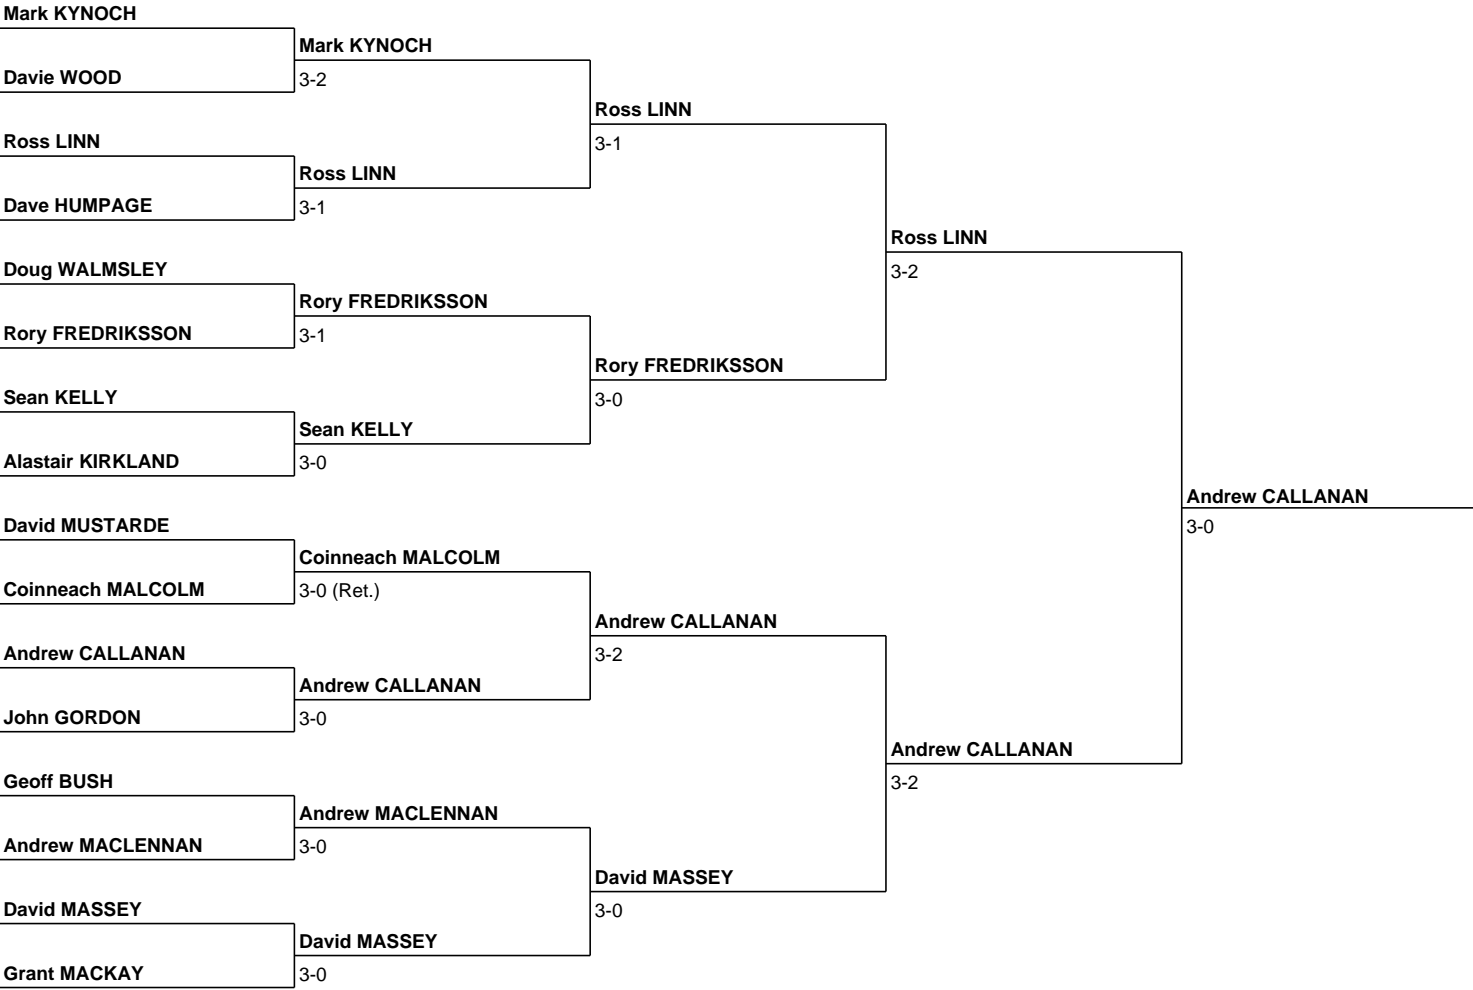 Mark KYNOCH
Mark KYNOCH
Davie WOOD
3-2
Ross LINN
Ross LINN
3-1
Ross LINN
Dave HUMPAGE
3-1
Ross LINN
Doug WALMSLEY
3-2
Rory FREDRIKSSON
Rory FREDRIKSSON
3-1
Rory FREDRIKSSON
Sean KELLY
3-0
Sean KELLY
Alastair KIRKLAND
3-0
Andrew CALLANAN
David MUSTARDE
3-0
Coinneach MALCOLM
Coinneach MALCOLM
3-0 (Ret.)
Andrew CALLANAN
Andrew CALLANAN
3-2
Andrew CALLANAN
John GORDON
3-0
Andrew CALLANAN
Geoff BUSH
3-2
Andrew MACLENNAN
Andrew MACLENNAN
3-0
David MASSEY
David MASSEY
3-0
David MASSEY
Grant MACKAY
3-0